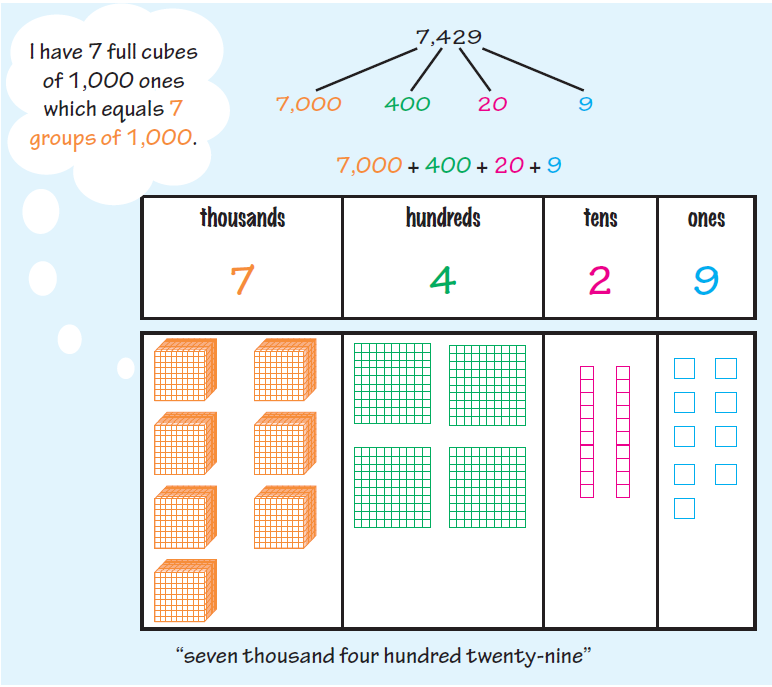 I have 7 full cubes
of 1,000 ones
which equals 7
groups of 1,000.
7,429
7,000 400 20 9
7,000 + 400 + 20 + 9
thousands hundreds tens ones
7 4 2 9
“seven thousand four hundred twenty-nine”